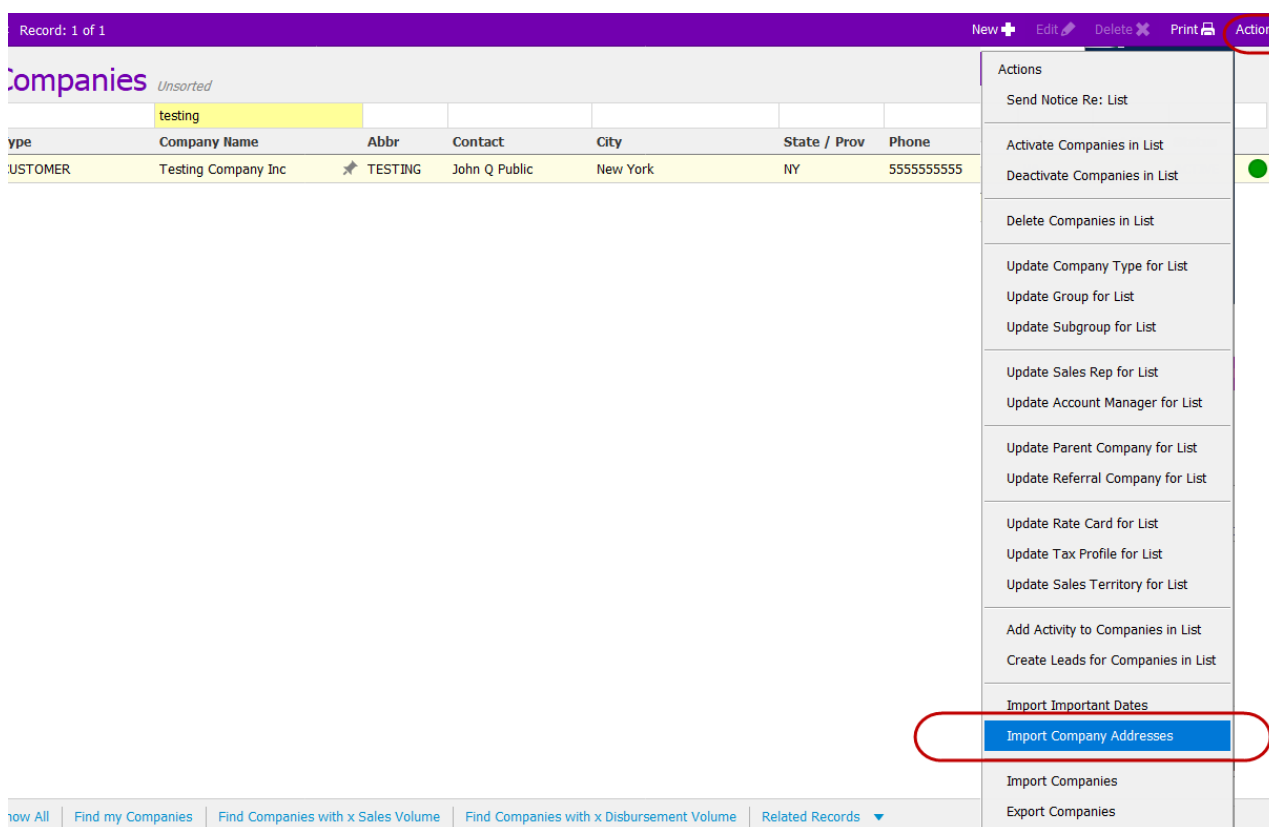 Record: 1 of 1 New Edit Delete Print Action
Companies Unsorted
testing
Type Company Name Abbr Contact City State / Prov Phone
CUSTOMER Testing Company Inc TESTING John Q Public New York NY 5555555555
Actions
Send Notice Re: List
Activate Companies in List
Deactivate Companies in List
Delete Companies in List
Update Company Type for List
Update Group for List
Update Subgroup for List
Update Sales Rep for List
Update Account Manager for List
Update Parent Company for List
Update Referral Company for List
Update Rate Card for List
Update Tax Profile for List
Update Sales Territory for List
Add Activity to Companies in List
Create Leads for Companies in List
Import Important Dates
Import Company Addresses
Import Companies
Export Companies
how All Find my Companies Find Companies with x Sales Volume Find Companies with x Disbursement Volume Related Records